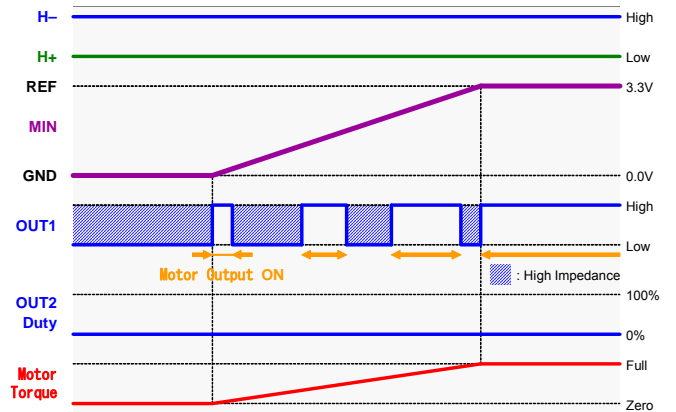 H– High
H+ Low
REF 3.3V
MIN
GND 0.0V
High
OUT1
Low
Motor Output ON : High Impedance
OUT2 100%
Duty
0%
Motor Full
Torque
Zero